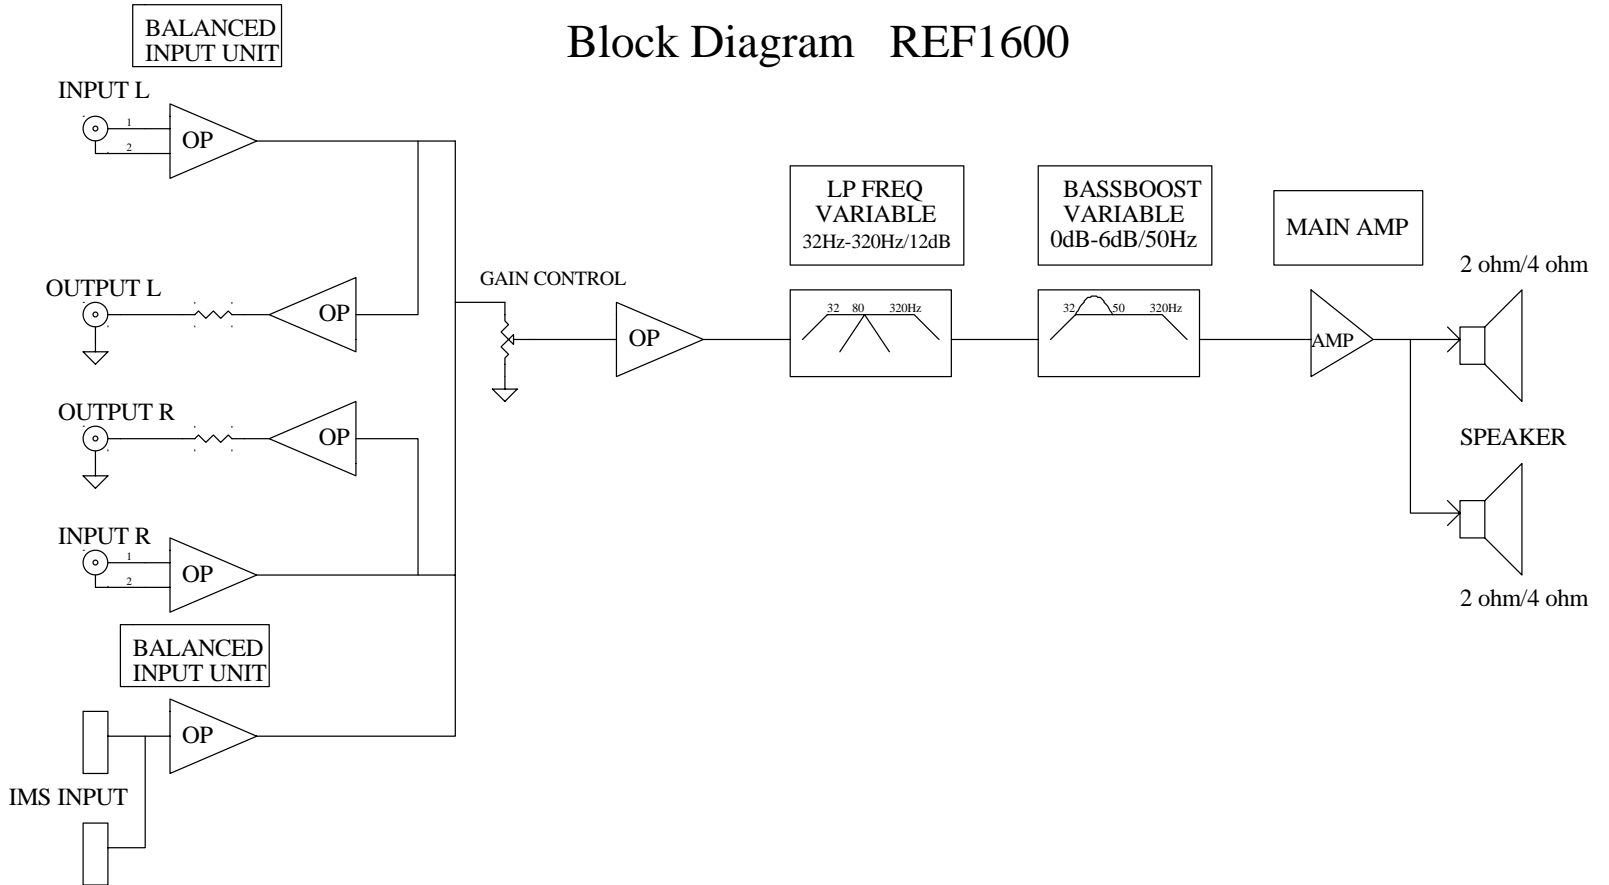 Block Diagram REF1600
BALANCED
INPUT UNIT
INPUT L
1
2
OP
OUTPUT L
OP
OUTPUT R
OP
INPUT R
1
2
OP
BALANCED
INPUT UNIT
OP
IMS INPUT
GAIN CONTROL
OP
LP FREQ
VARIABLE
32Hz-320Hz/12dB
32 80 320Hz
BASSBOOST
VARIABLE
0dB-6dB/50Hz
32 50 320Hz
MAIN AMP
AMP
2 ohm/4 ohm
SPEAKER
2 ohm/4 ohm